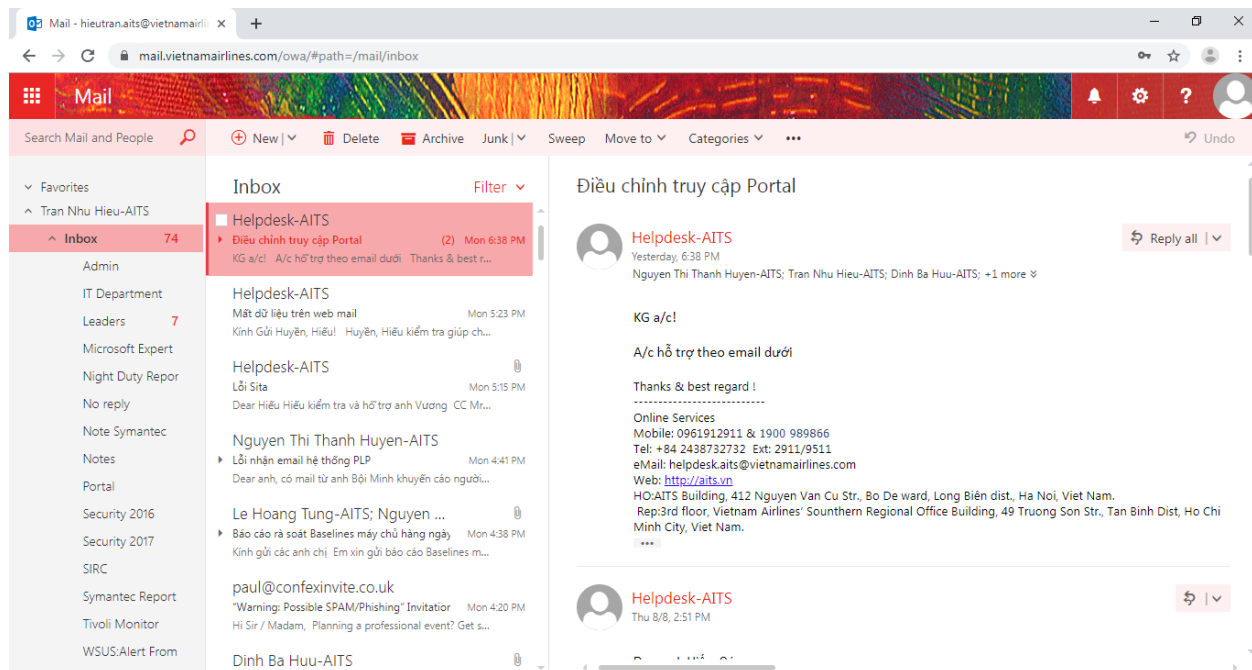 Mail - hieutran.aits@vietnamairli
mail.vietnamairlines.com/owa/#path=/mail/inbox
Mail
Search Mail and People
New
Delete
Archive
Junk
Sweep
Move to
Categories
Undo
Favorites
Tran Nhu Hieu-AITS
Inbox 74
Admin
IT Department
Leaders 7
Microsoft Expert
Night Duty Repor
No reply
Note Symantec
Notes
Portal
Security 2016
Security 2017
SIRC
Symantec Report
Tivoli Monitor
WSUS:Alert From
Inbox Filter
Helpdesk-AITS
Điều chỉnh truy cập Portal (2) Mon 6:38 PM
KG a/c! A/c hỗ trợ theo email dưới Thanks & best r...
Helpdesk-AITS
Mất dữ liệu trên web mail Mon 5:23 PM
Kính Gửi Huyền, Hiếu! Huyền, Hiếu kiểm tra giúp ch...
Helpdesk-AITS
Lỗi Sita Mon 5:15 PM
Dear Hiếu Hiếu kiểm tra và hỗ trợ anh Vương CC Mr...
Nguyen Thi Thanh Huyen-AITS
Lỗi nhận email hệ thống PLP Mon 4:41 PM
Dear anh, có mail từ anh Bội Minh khuyến cáo người...
Le Hoang Tung-AITS; Nguyen ...
Báo cáo rà soát Baselines máy chủ hàng ngày Mon 4:38 PM
Kính gửi các anh chị Em xin gửi báo cáo Baselines m...
paul@confexinvite.co.uk
"Warning: Possible SPAM/Phishing" Invitation Mon 4:20 PM
Hi Sir / Madam, Planning a professional event? Get s...
Dinh Ba Huu-AITS
Điều chỉnh truy cập Portal
Helpdesk-AITS
Reply all
Yesterday, 6:38 PM
Nguyen Thi Thanh Huyen-AITS; Tran Nhu Hieu-AITS; Dinh Ba Huu-AITS; +1 more
KG a/c!
A/c hỗ trợ theo email dưới
Thanks & best regard !
---------------------------
Online Services
Mobile: 0961912911 & 1900 989866
Tel: +84 2438732732 Ext: 2911/9511
eMail: helpdesk.aits@vietnamairlines.com
Web: http://aits.vn
HO:AITS Building, 412 Nguyen Van Cu Str., Bo De ward, Long Biên dist., Ha Noi, Viet Nam.
Rep:3rd floor, Vietnam Airlines' Sounthern Regional Office Building, 49 Truong Son Str., Tan Binh Dist, Ho Chi
Minh City, Viet Nam.
Helpdesk-AITS
Thu 8/8, 2:51 PM